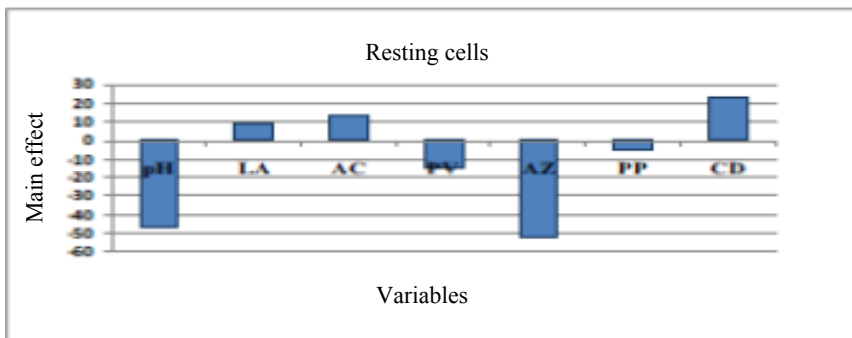 Resting cells
30
20
10
0
-10
-20
-30
-40
-50
-60
Main effect
pH LA AC PV AZ PP CD
Variables